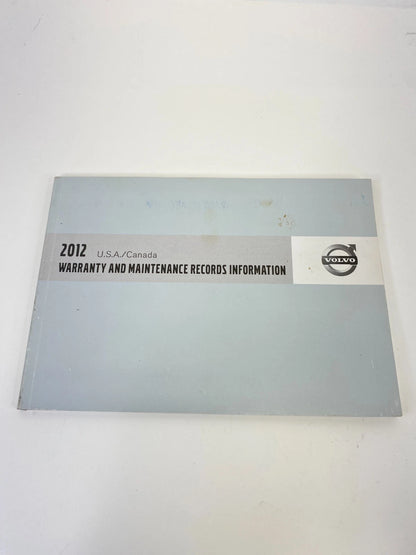 2012 U.S.A./Canada
WARRANTY AND MAINTENANCE RECORDS INFORMATION
VOLVO